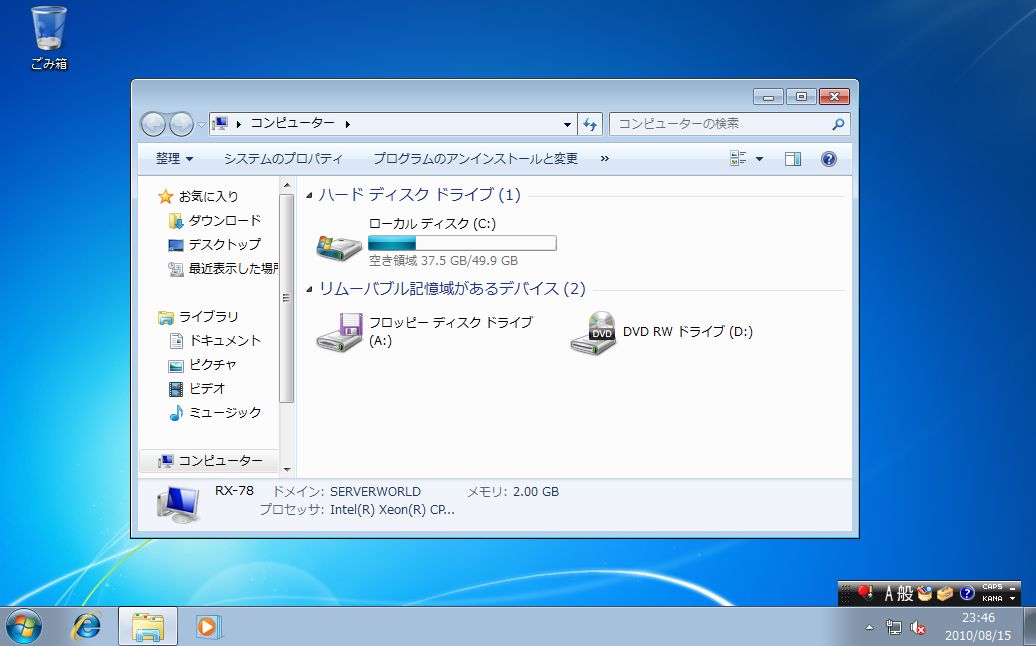 ごみ箱
コンピューター
コンピューターの検索
整理
システムのプロパティ
プログラムのアンインストールと変更
»
お気に入り
ダウンロード
デスクトップ
最近表示した場所
ライブラリ
ドキュメント
ピクチャ
ビデオ
ミュージック
コンピューター
ハード ディスク ドライブ (1)
ローカル ディスク (C:)
空き領域 37.5 GB/49.9 GB
リムーバブル記憶域があるデバイス (2)
フロッピー ディスク ドライブ
(A:)
DVD
DVD RW ドライブ (D:)
RX-78 ドメイン: SERVERWORLD メモリ: 2.00 GB
プロセッサ: Intel(R) Xeon(R) CP...
A 般 CAPS
KANA
23:46
2010/08/15